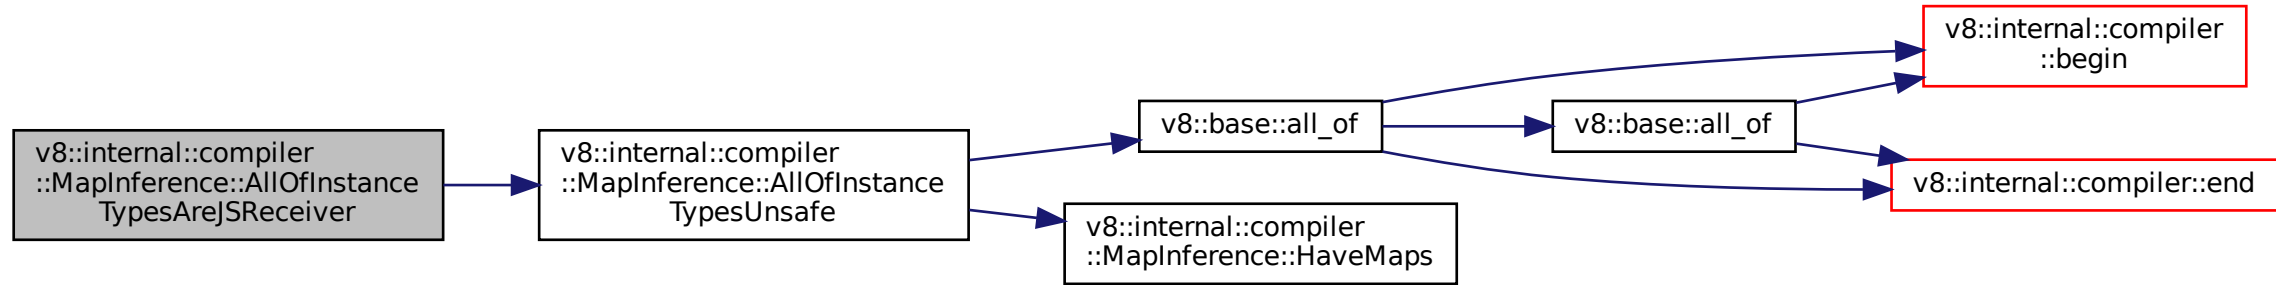 v8::internal::compiler
::MapInference::AllOfInstance
TypesAreJSReceiver
v8::internal::compiler
::MapInference::AllOfInstance
TypesUnsafe
v8::base::all_of
v8::internal::compiler
::MapInference::HaveMaps
v8::base::all_of
v8::internal::compiler
::begin
v8::internal::compiler::end